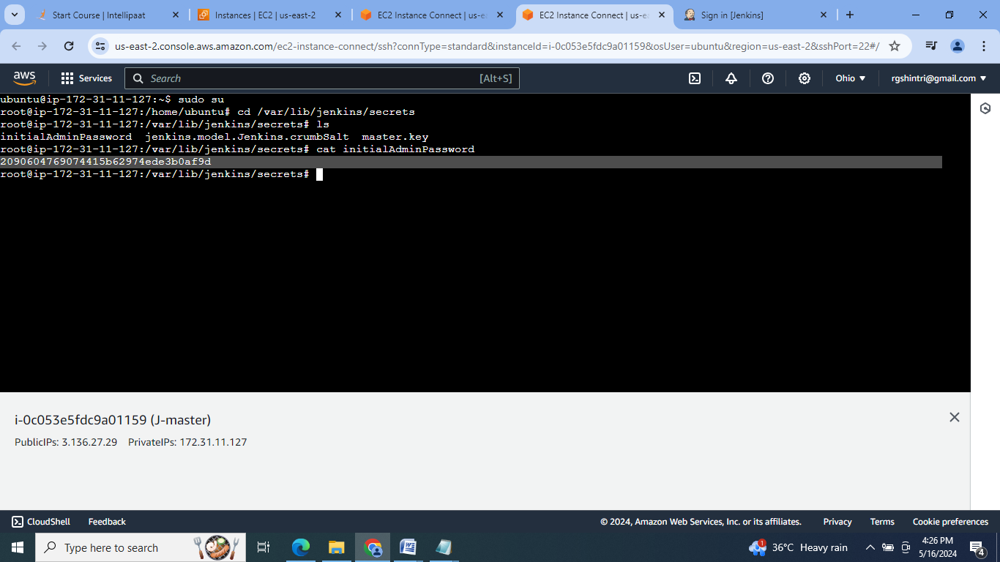 Start Course | Intellipaat
Instances | EC2 | us-east-2
EC2 Instance Connect | us-e
EC2 Instance Connect | us-e
Sign in [Jenkins]
us-east-2.console.aws.amazon.com/ec2-instance-connect/ssh?connType=standard&instanceId=i-0c053e5fdc9a01159&osUser=ubuntu&region=us-east-2&sshPort=22#/
aws Services Search [Alt+S] Ohio rgshintri@gmail.com
ubuntu@ip-172-31-11-127:~$ sudo su
root@ip-172-31-11-127:/home/ubuntu# cd /var/lib/jenkins/secrets
root@ip-172-31-11-127:/var/lib/jenkins/secrets# ls
initialAdminPassword  jenkins.model.Jenkins.crumbSalt  master.key
root@ip-172-31-11-127:/var/lib/jenkins/secrets# cat initialAdminPassword
2090604769074415b62974ede3b0af9d
root@ip-172-31-11-127:/var/lib/jenkins/secrets#
i-0c053e5fdc9a01159 (J-master)
PublicIPs: 3.136.27.29 PrivateIPs: 172.31.11.127
CloudShell Feedback © 2024, Amazon Web Services, Inc. or its affiliates. Privacy Terms Cookie preferences
Type here to search
1
36°C Heavy rain
4:26 PM
5/16/2024
4